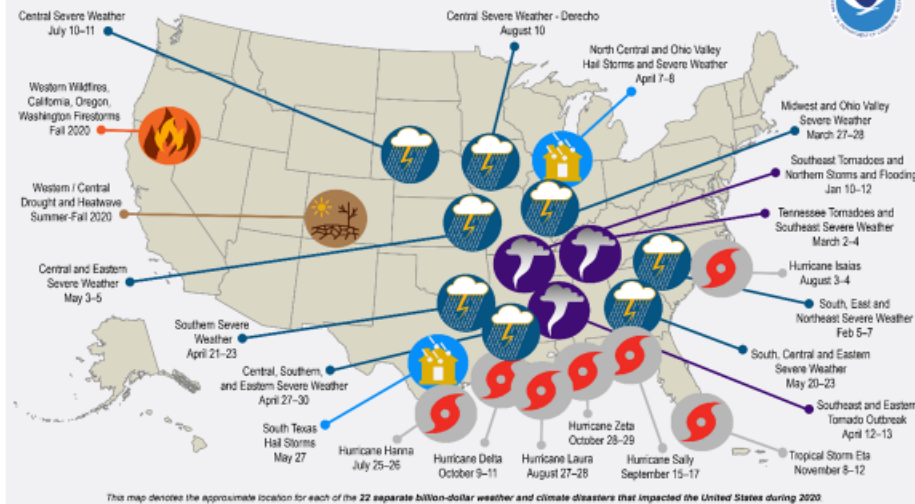 Central Severe Weather
July 10–11
Central Severe Weather - Derecho
August 10
North Central and Ohio Valley
Hail Storms and Severe Weather
April 7–8
Western Wildfires,
California, Oregon,
Washington Firestorms
Fall 2020
Midwest and Ohio Valley
Severe Weather
March 27–28
Southeast Tornadoes and
Northern Storms and Flooding
Jan 10–12
Western / Central
Drought and Heatwave
Summer-Fall 2020
Tennessee Tornadoes and
Southeast Severe Weather
March 2–4
Central and Eastern
Severe Weather
May 3–5
Hurricane Isaias
August 3–4
South, East and
Northeast Severe Weather
Feb 5–7
Southern Severe
Weather
April 21–23
South, Central and Eastern
Severe Weather
May 20–23
Central, Southern,
and Eastern Severe Weather
April 27–30
Southeast and Eastern
Tornado Outbreak
April 12–13
South Texas
Hail Storms
May 27
Hurricane Hanna
July 25–26
Hurricane Delta
October 9–11
Hurricane Laura
August 27–28
Hurricane Zeta
October 28–29
Hurricane Sally
September 15–17
Tropical Storm Eta
November 8–12
This map denotes the approximate location for each of the 22 separate billion-dollar weather and climate disasters that impacted the United States during 2020